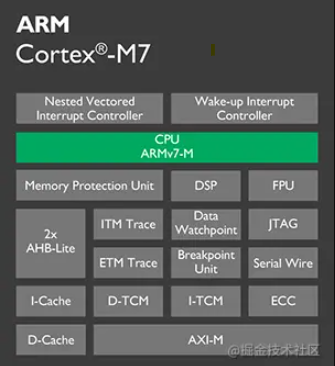 ARM
Cortex®-M7
Nested Vectored
Interrupt Controller
Wake-up Interrupt
Controller
CPU
ARMv7-M
Memory Protection Unit
DSP
FPU
2x
AHB-Lite
ITM Trace
Data
Watchpoint
JTAG
ETM Trace
Breakpoint
Unit
Serial Wire
I-Cache
D-TCM
I-TCM
ECC
D-Cache
AXI-M
@掘金技术社区